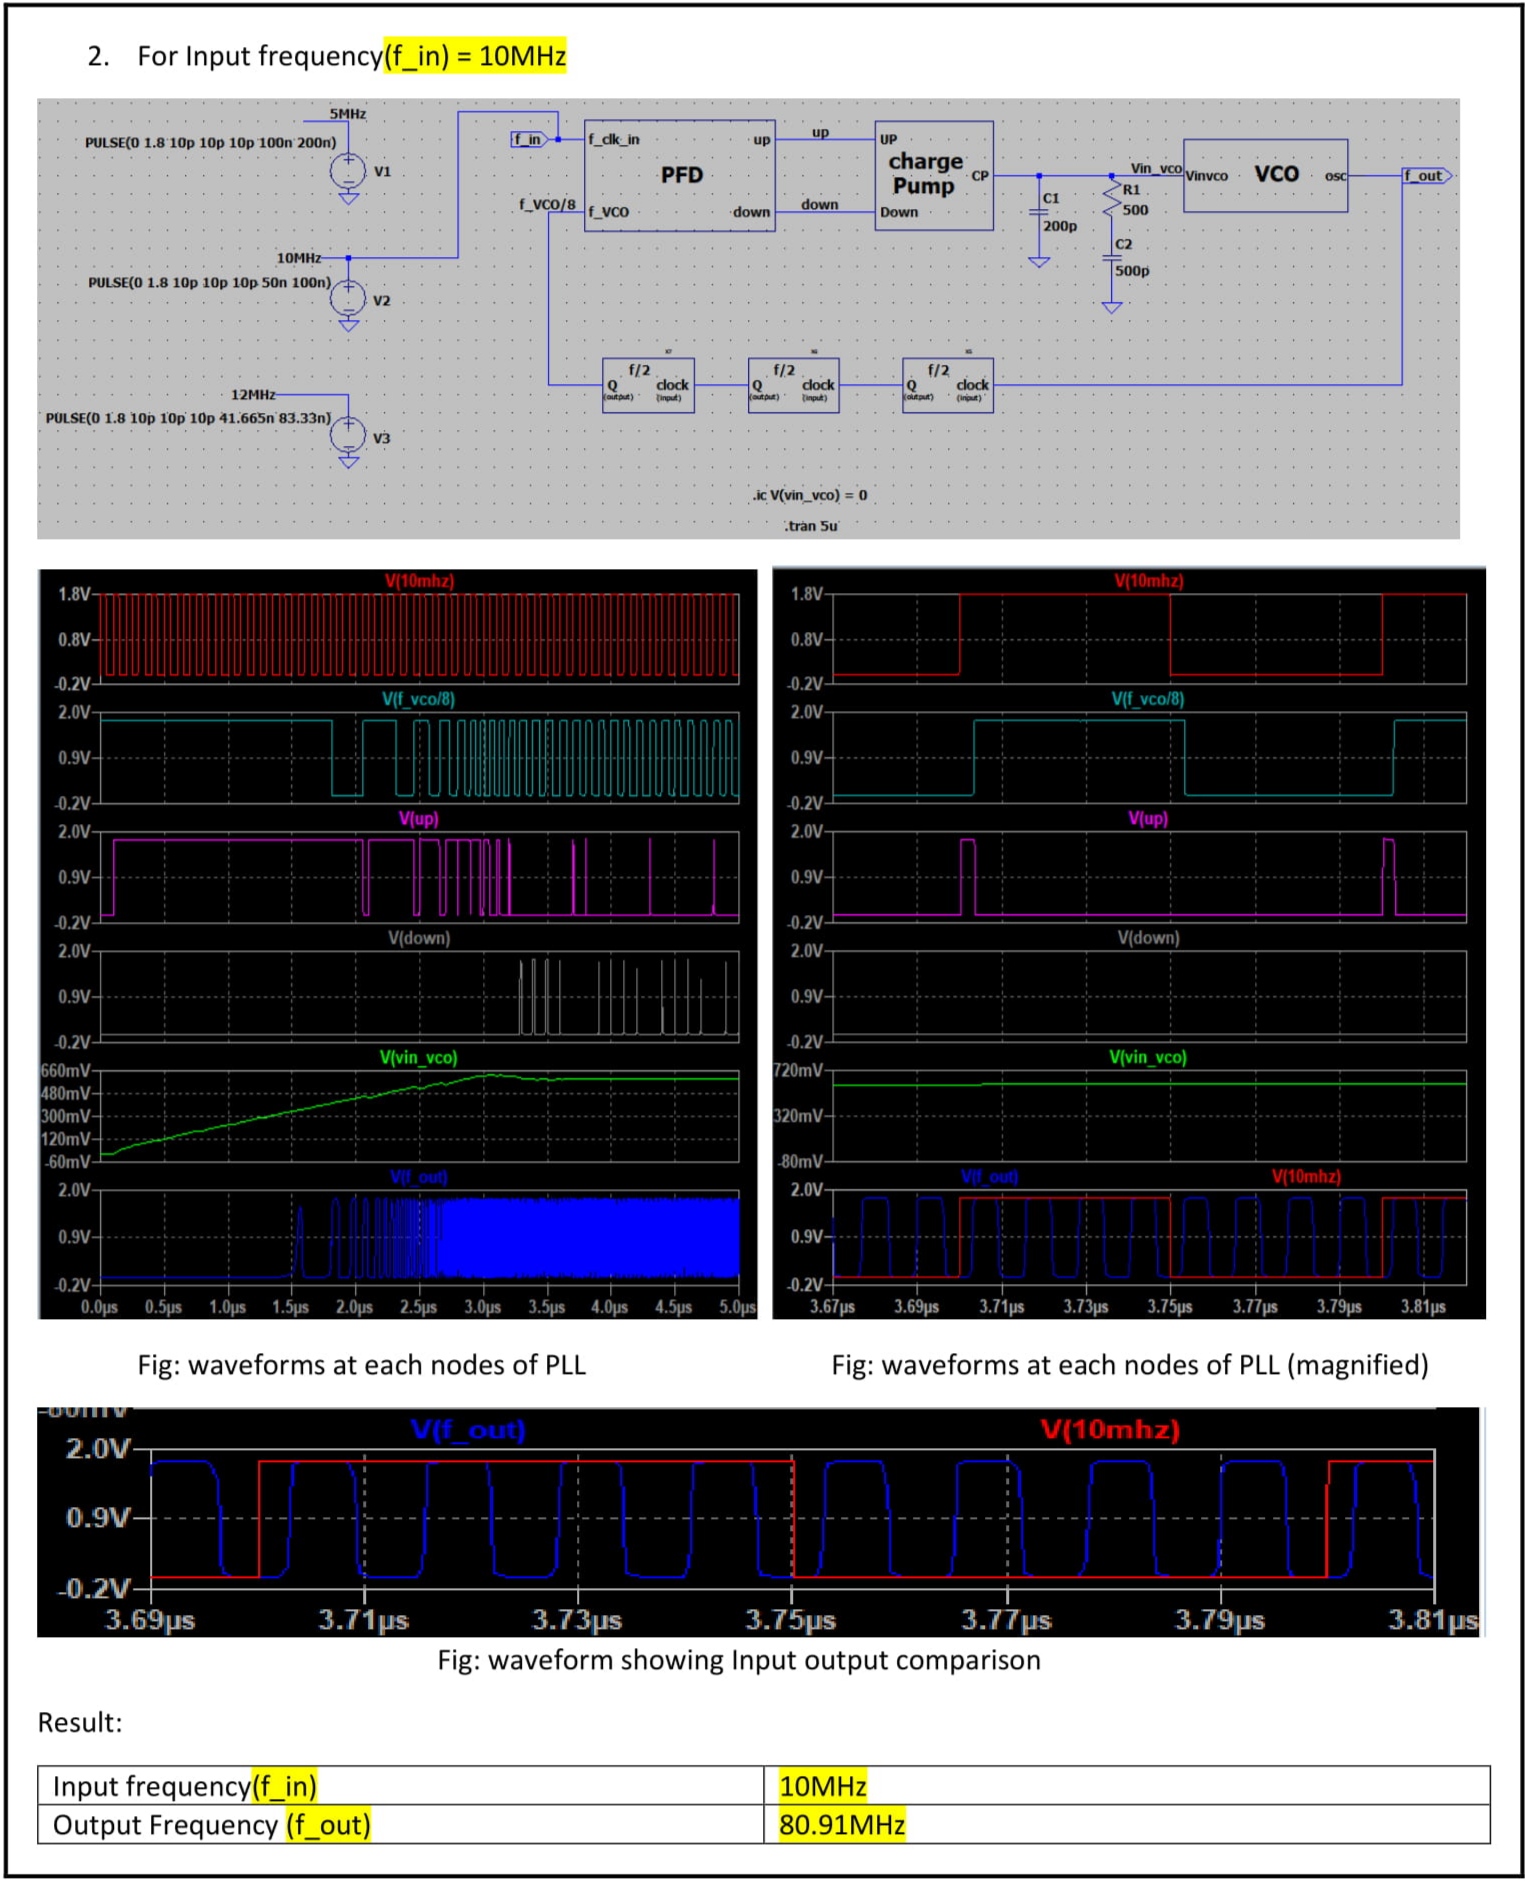 2. For Input frequency(f_in) = 10MHz
5MHz
PULSE(0 1.8 10p 10p 10p 100n 200n)
V1
10MHz
PULSE(0 1.8 10p 10p 10p 50n 100n)
V2
12MHz
PULSE(0 1.8 10p 10p 10p 41.665n 83.33n)
V3
f_in
f_clk_in
up
PFD
f_VCO/8
f_VCO
down
up
down
UP
charge
Pump
CP
Down
C1
200p
R1
500
C2
500p
Vin_vco
Vinvco
VCO
osc
f_out
f/2
Q
clock
(output)
(input)
f/2
Q
clock
(output)
(input)
f/2
Q
clock
(output)
(input)
.ic V(vin_vco) = 0
.tran 5u
V(10mhz)
1.8V
0.8V
-0.2V
V(f_vco/8)
2.0V
0.9V
-0.2V
V(up)
2.0V
0.9V
-0.2V
V(down)
2.0V
0.9V
-0.2V
V(vin_vco)
660mV
480mV
300mV
120mV
-60mV
V(f_out)
2.0V
0.9V
-0.2V
0.0µs 0.5µs 1.0µs 1.5µs 2.0µs 2.5µs 3.0µs 3.5µs 4.0µs 4.5µs 5.0µs
V(10mhz)
1.8V
0.8V
-0.2V
V(f_vco/8)
2.0V
0.9V
-0.2V
V(up)
2.0V
0.9V
-0.2V
V(down)
2.0V
0.9V
-0.2V
V(vin_vco)
720mV
320mV
-80mV
V(f_out) V(10mhz)
2.0V
0.9V
-0.2V
3.67µs 3.69µs 3.71µs 3.73µs 3.75µs 3.77µs 3.79µs 3.81µs
Fig: waveforms at each nodes of PLL
Fig: waveforms at each nodes of PLL (magnified)
-80mV
V(f_out) V(10mhz)
2.0V
0.9V
-0.2V
3.69µs 3.71µs 3.73µs 3.75µs 3.77µs 3.79µs 3.81µs
Fig: waveform showing Input output comparison
Result:
Input frequency(f_in) 10MHz
Output Frequency (f_out) 80.91MHz